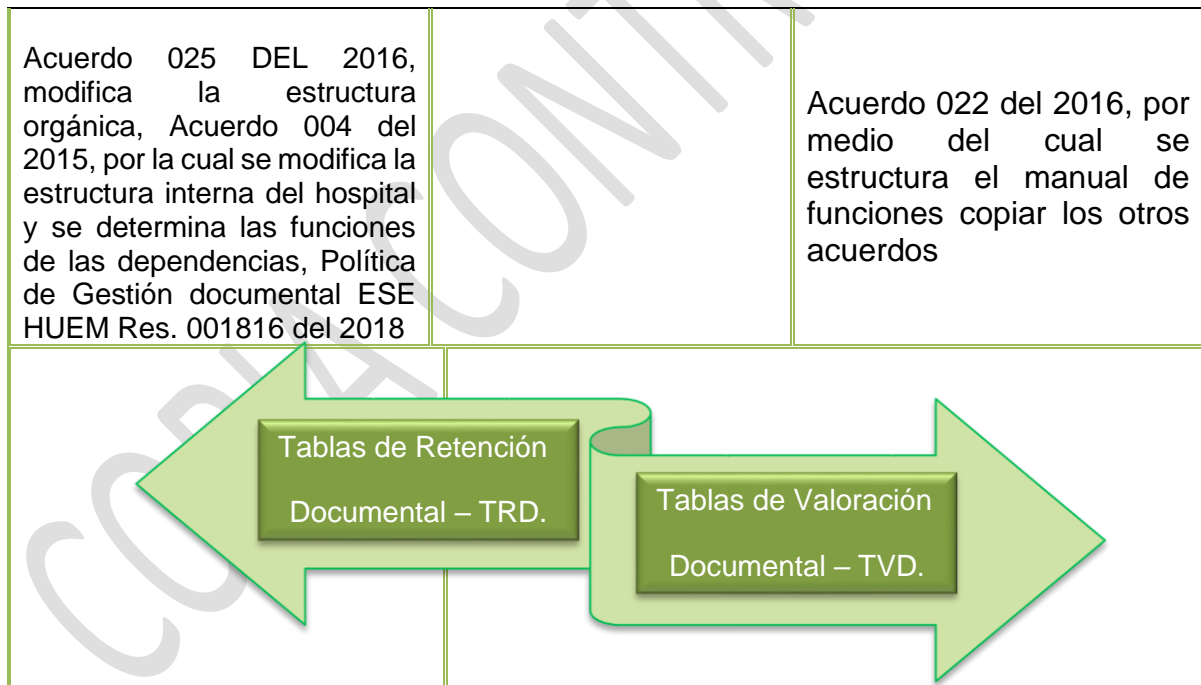 Acuerdo 025 DEL 2016,
modifica la estructura
orgánica, Acuerdo 004 del
2015, por la cual se modifica la
estructura interna del hospital
y se determina las funciones
de las dependencias, Política
de Gestión documental ESE
HUEM Res. 001816 del 2018
Acuerdo 022 del 2016, por
medio del cual se
estructura el manual de
funciones copiar los otros
acuerdos
Tablas de Retención
Documental – TRD.
Tablas de Valoración
Documental – TVD.
COPIA CONT